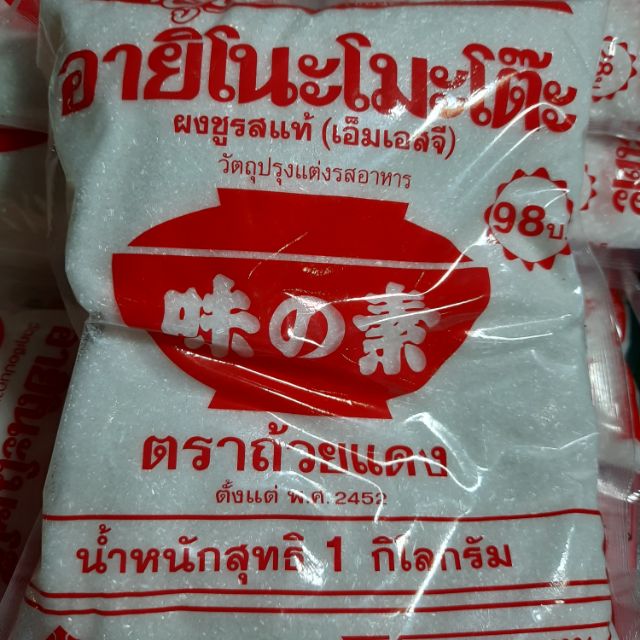 อายิโนะโมะโต๊ะ
ผงชูรสแท้ (เอ็มเอสจี)
วัตถุปรุงแต่งรสอาหาร
98บ
味の素
ตราถ้วยแดง
ตั้งแต่ พ.ศ. 2452
น้ำหนักสุทธิ 1 กิโลกรัม